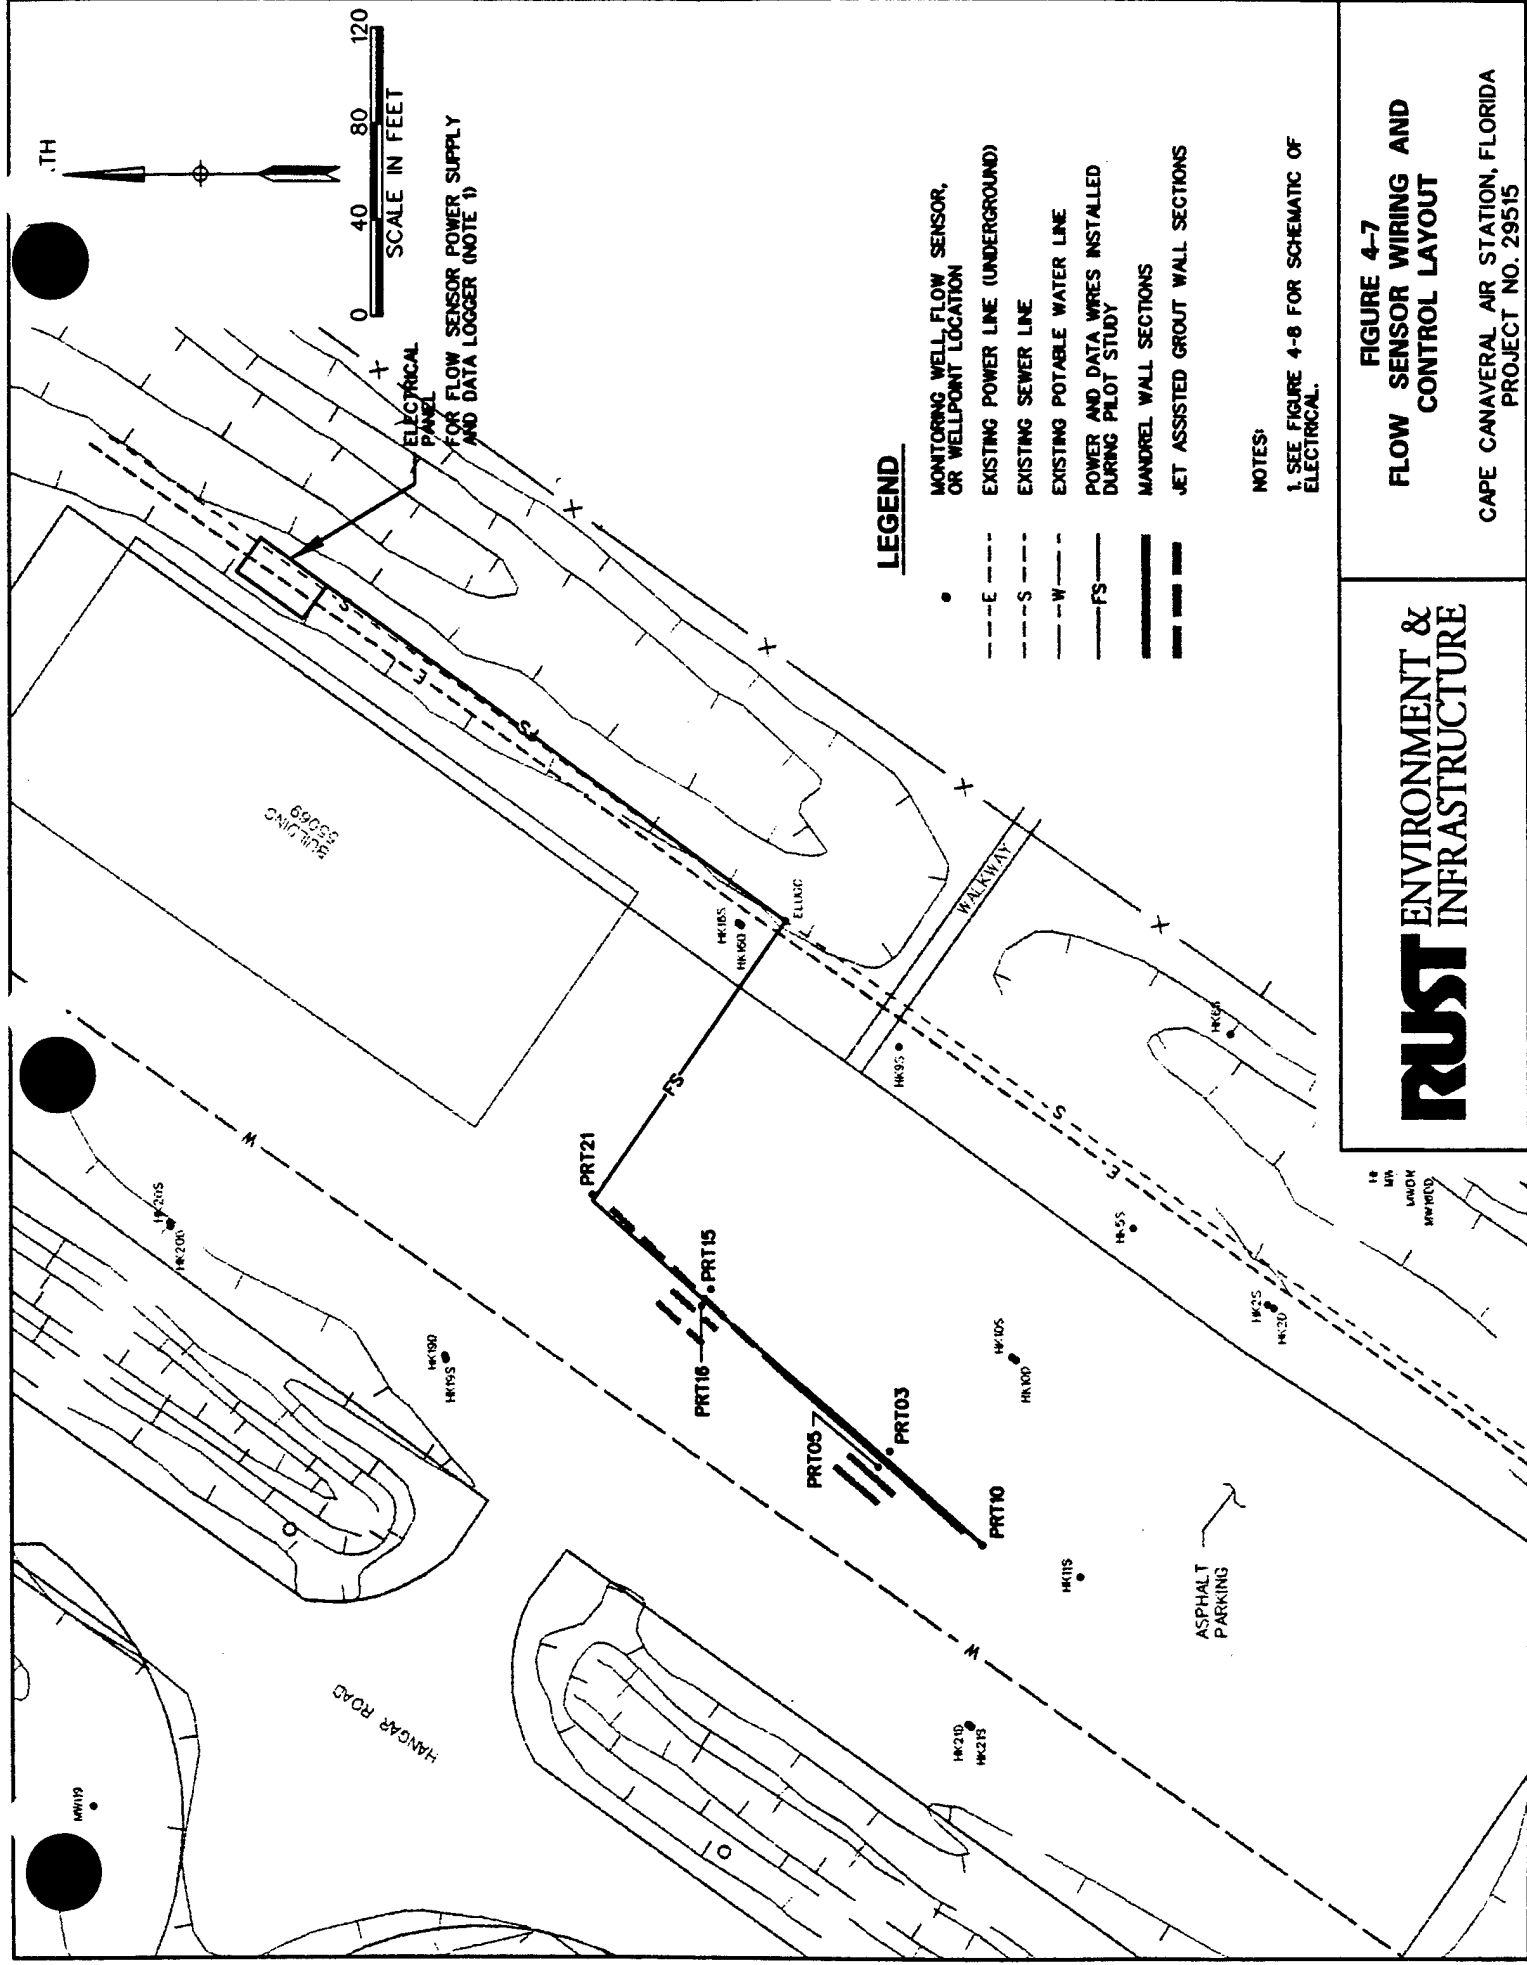 .TH
0 40 80 120
SCALE IN FEET
ELECTRICAL
PANEL
FOR FLOW SENSOR POWER SUPPLY
AND DATA LOGGER (NOTE 1)
BUILDING
55069
HANGAR ROAD
WALKWAY
ASPHALT
PARKING
MW119
HK20S
HK20D
HK19D
HK19S
HK16S
HK16D
HK9S
HK5S
HK2S
HK2D
HK10S
HK10D
HK11S
HK21D
HK21S
PRT21
PRT15
PRT16
PRT05
PRT03
PRT10
W
W
E
E
S
S
FS
FS
LEGEND
MONITORING WELL, FLOW SENSOR,
OR WELLPOINT LOCATION
E EXISTING POWER LINE (UNDERGROUND)
S EXISTING SEWER LINE
W EXISTING POTABLE WATER LINE
FS POWER AND DATA WIRES INSTALLED
DURING PILOT STUDY
MANDREL WALL SECTIONS
JET ASSISTED GROUT WALL SECTIONS
NOTES:
1. SEE FIGURE 4-8 FOR SCHEMATIC OF
ELECTRICAL.
RUST ENVIRONMENT &
INFRASTRUCTURE
FIGURE 4-7
FLOW SENSOR WIRING AND
CONTROL LAYOUT
CAPE CANAVERAL AIR STATION, FLORIDA
PROJECT NO. 29515